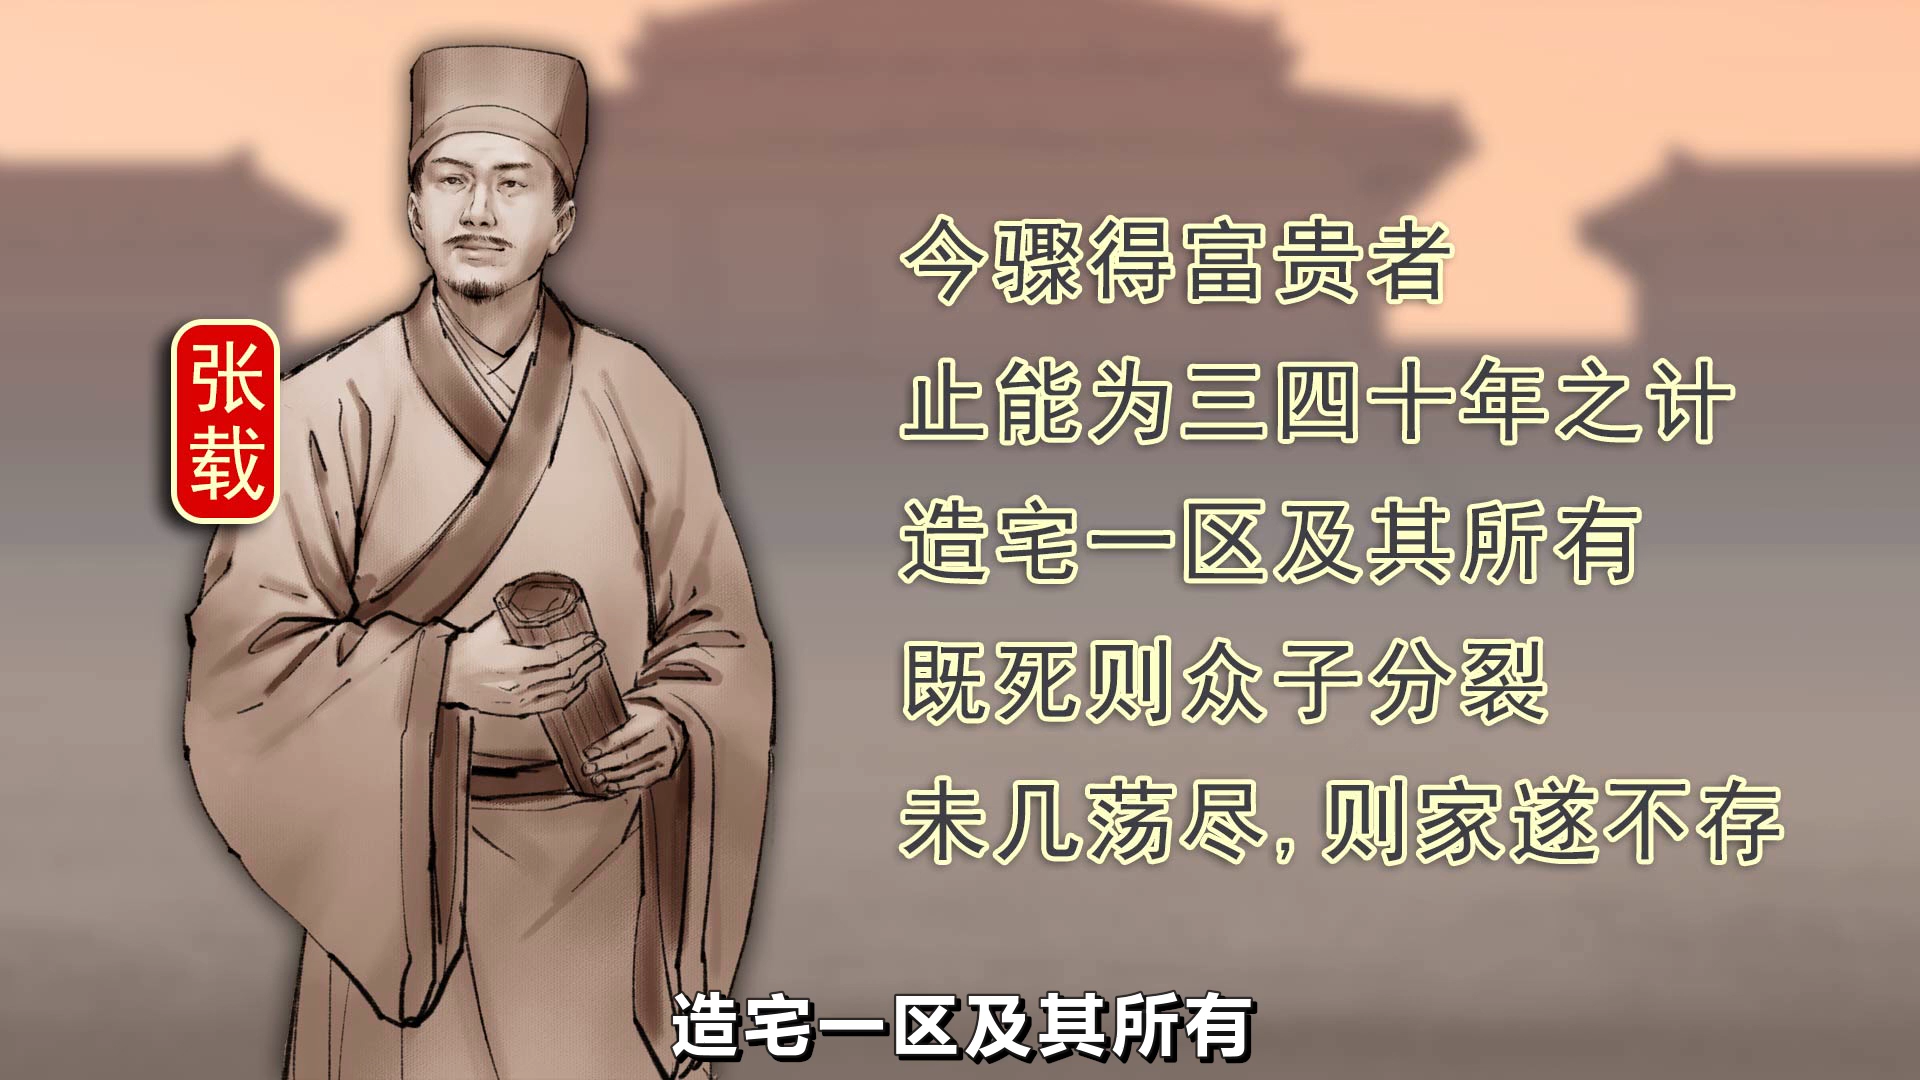 张载
今骤得富贵者
止能为三四十年之计
造宅一区及其所有
既死则众子分裂
未几荡尽,则家遂不存
造宅一区及其所有